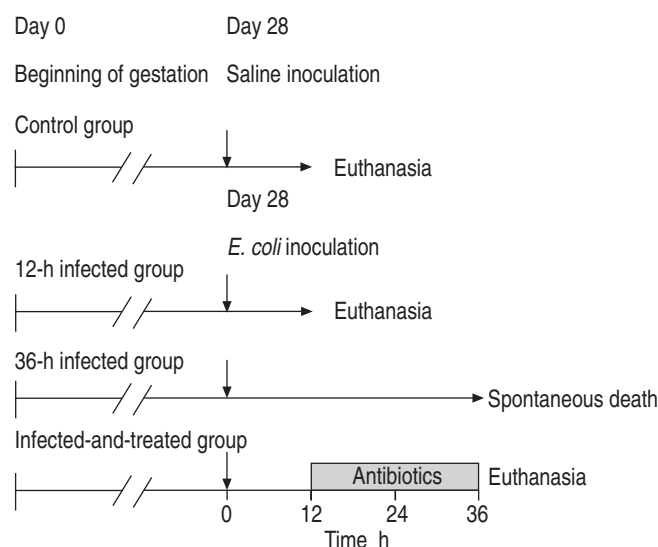 Day 0 Day 28
Beginning of gestation Saline inoculation
Control group
Euthanasia
Day 28
E. coli inoculation
12-h infected group
Euthanasia
36-h infected group
Spontaneous death
Infected-and-treated group
Antibiotics Euthanasia
0 12 24 36
Time h